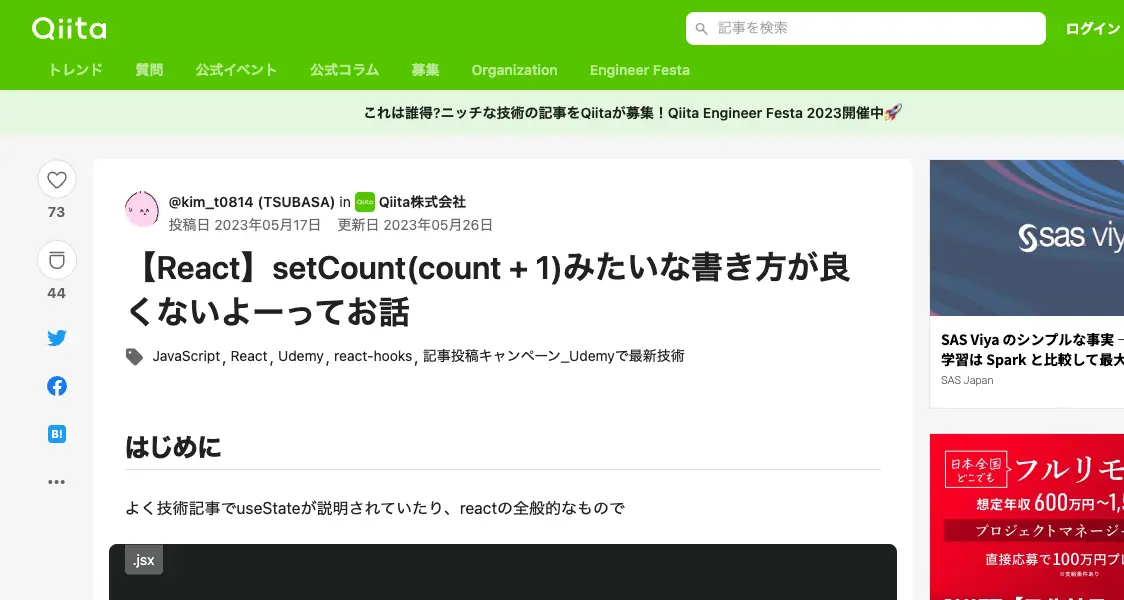 Qiita
記事を検索
ログイン
トレンド 質問 公式イベント 公式コラム 募集 Organization Engineer Festa
これは誰得?ニッチな技術の記事をQiitaが募集！Qiita Engineer Festa 2023開催中🚀
73
44
B!
@kim_t0814 (TSUBASA) in Qiita Qiita株式会社
投稿日 2023年05月17日 更新日 2023年05月26日
【React】setCount(count + 1)みたいな書き方が良
くないよーってお話
JavaScript, React, Udemy, react-hooks, 記事投稿キャンペーン_Udemyで最新技術
はじめに
よく技術記事でuseStateが説明されていたり、reactの全般的なもので
.jsx
sas viy
SAS Viya のシンプルな事実 –
学習は Spark と比較して最大
SAS Japan
日本全国
どこでも
フルリモ
想定年収 600万円〜1,5
プロジェクトマネージ
直接応募で100万円プレ
※支給条件あり